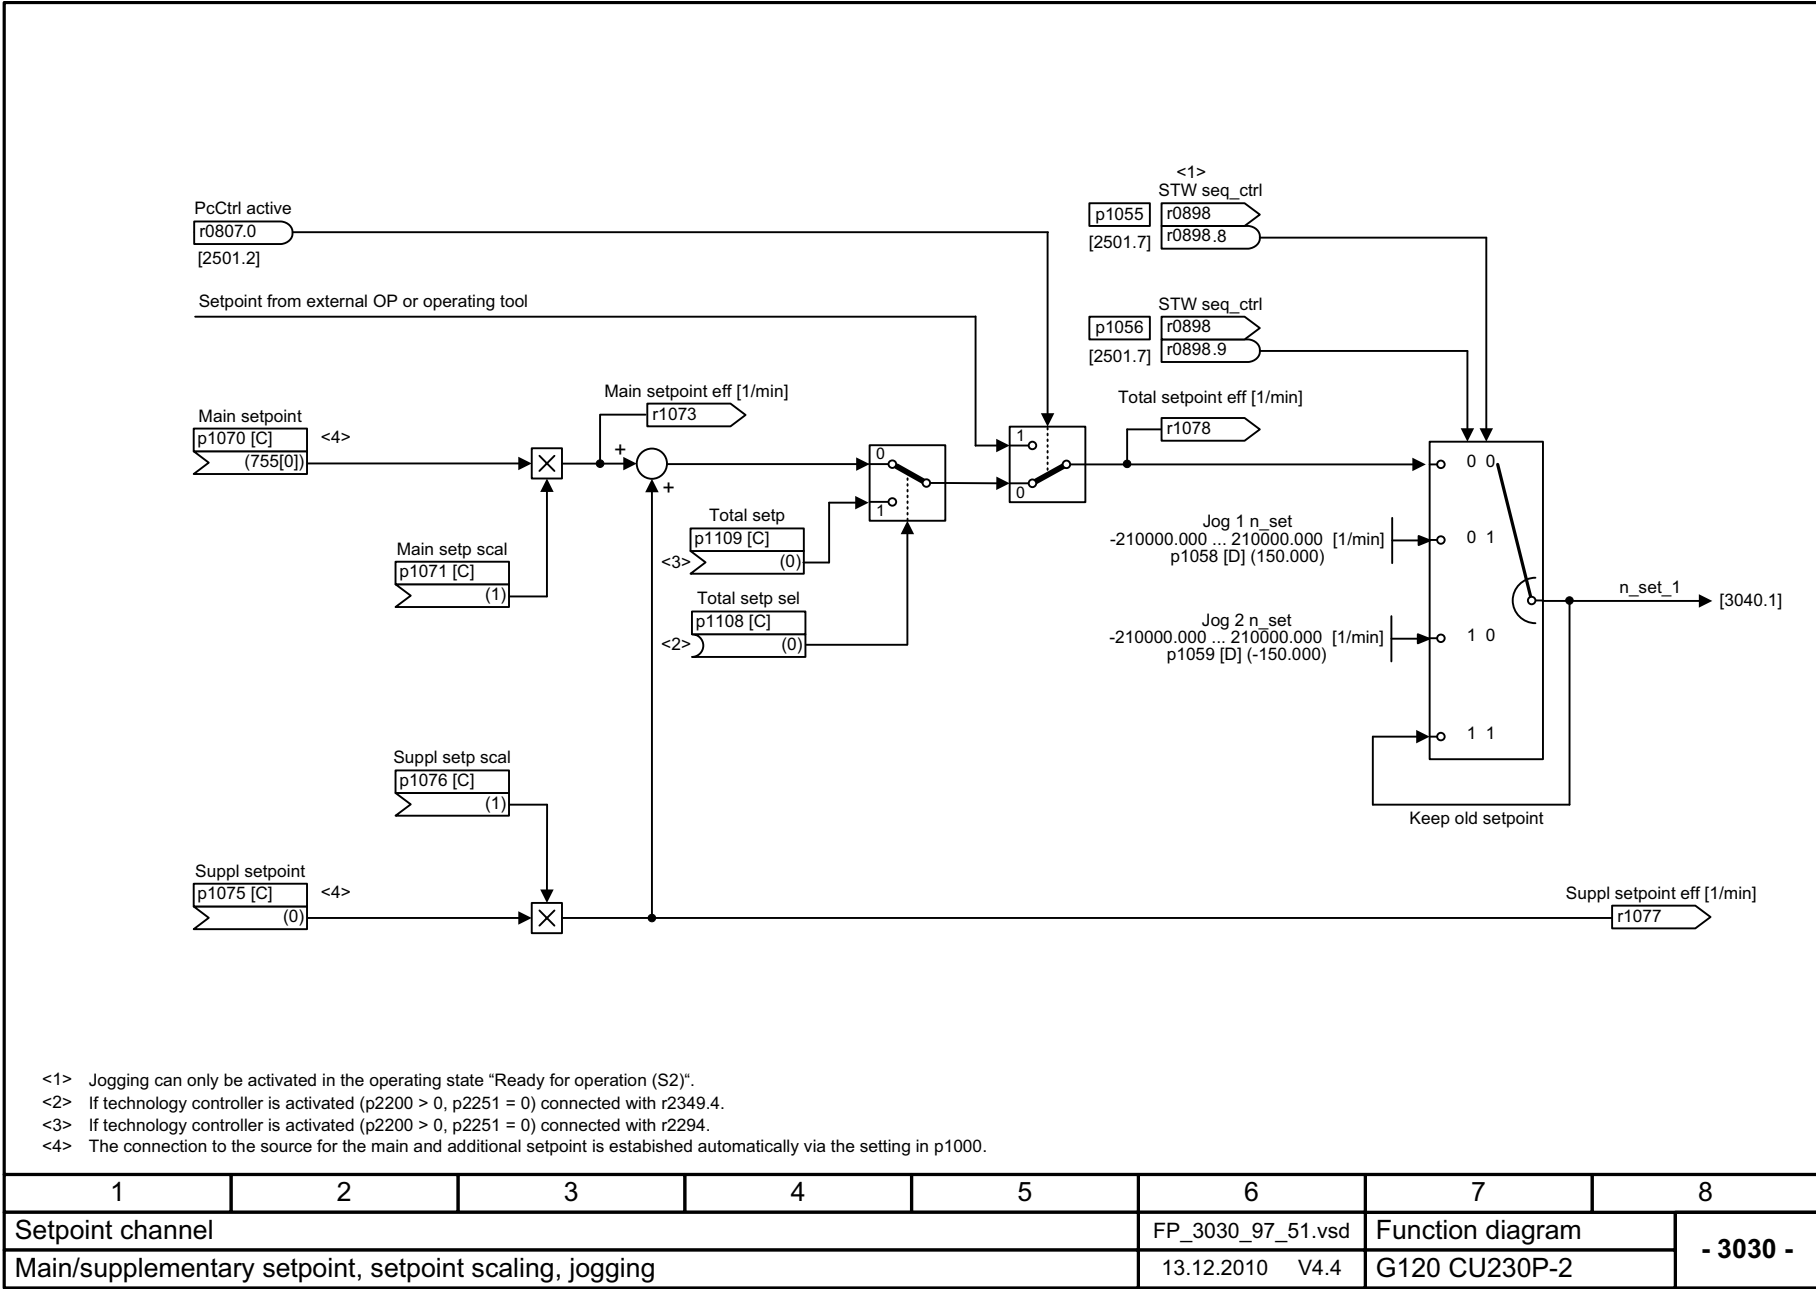 <1>
STW seq_ctrl
PcCtrl active
p1055
r0898
r0807.0
[2501.7]
r0898.8
[2501.2]
Setpoint from external OP or operating tool
STW seq_ctrl
p1056
r0898
[2501.7]
r0898.9
Main setpoint eff [1/min]
r1073
Total setpoint eff [1/min]
r1078
Main setpoint
p1070 [C]
<4>
(755[0])
+
+
0
1
1
0
0 0
Total setp
p1109 [C]
<3>
(0)
Jog 1 n_set
-210000.000 ... 210000.000 [1/min]
p1058 [D] (150.000)
0 1
Main setp scal
p1071 [C]
(1)
Total setp sel
p1108 [C]
<2>
(0)
n_set_1
[3040.1]
Jog 2 n_set
-210000.000 ... 210000.000 [1/min]
p1059 [D] (-150.000)
1 0
1 1
Keep old setpoint
Suppl setp scal
p1076 [C]
(1)
Suppl setpoint
p1075 [C]
<4>
(0)
Suppl setpoint eff [1/min]
r1077
<1> Jogging can only be activated in the operating state “Ready for operation (S2)“.
<2> If technology controller is activated (p2200 > 0, p2251 = 0) connected with r2349.4.
<3> If technology controller is activated (p2200 > 0, p2251 = 0) connected with r2294.
<4> The connection to the source for the main and additional setpoint is estabished automatically via the setting in p1000.
1 2 3 4 5 6 7 8
Setpoint channel
FP_3030_97_51.vsd
Function diagram
- 3030 -
Main/supplementary setpoint, setpoint scaling, jogging
13.12.2010 V4.4
G120 CU230P-2